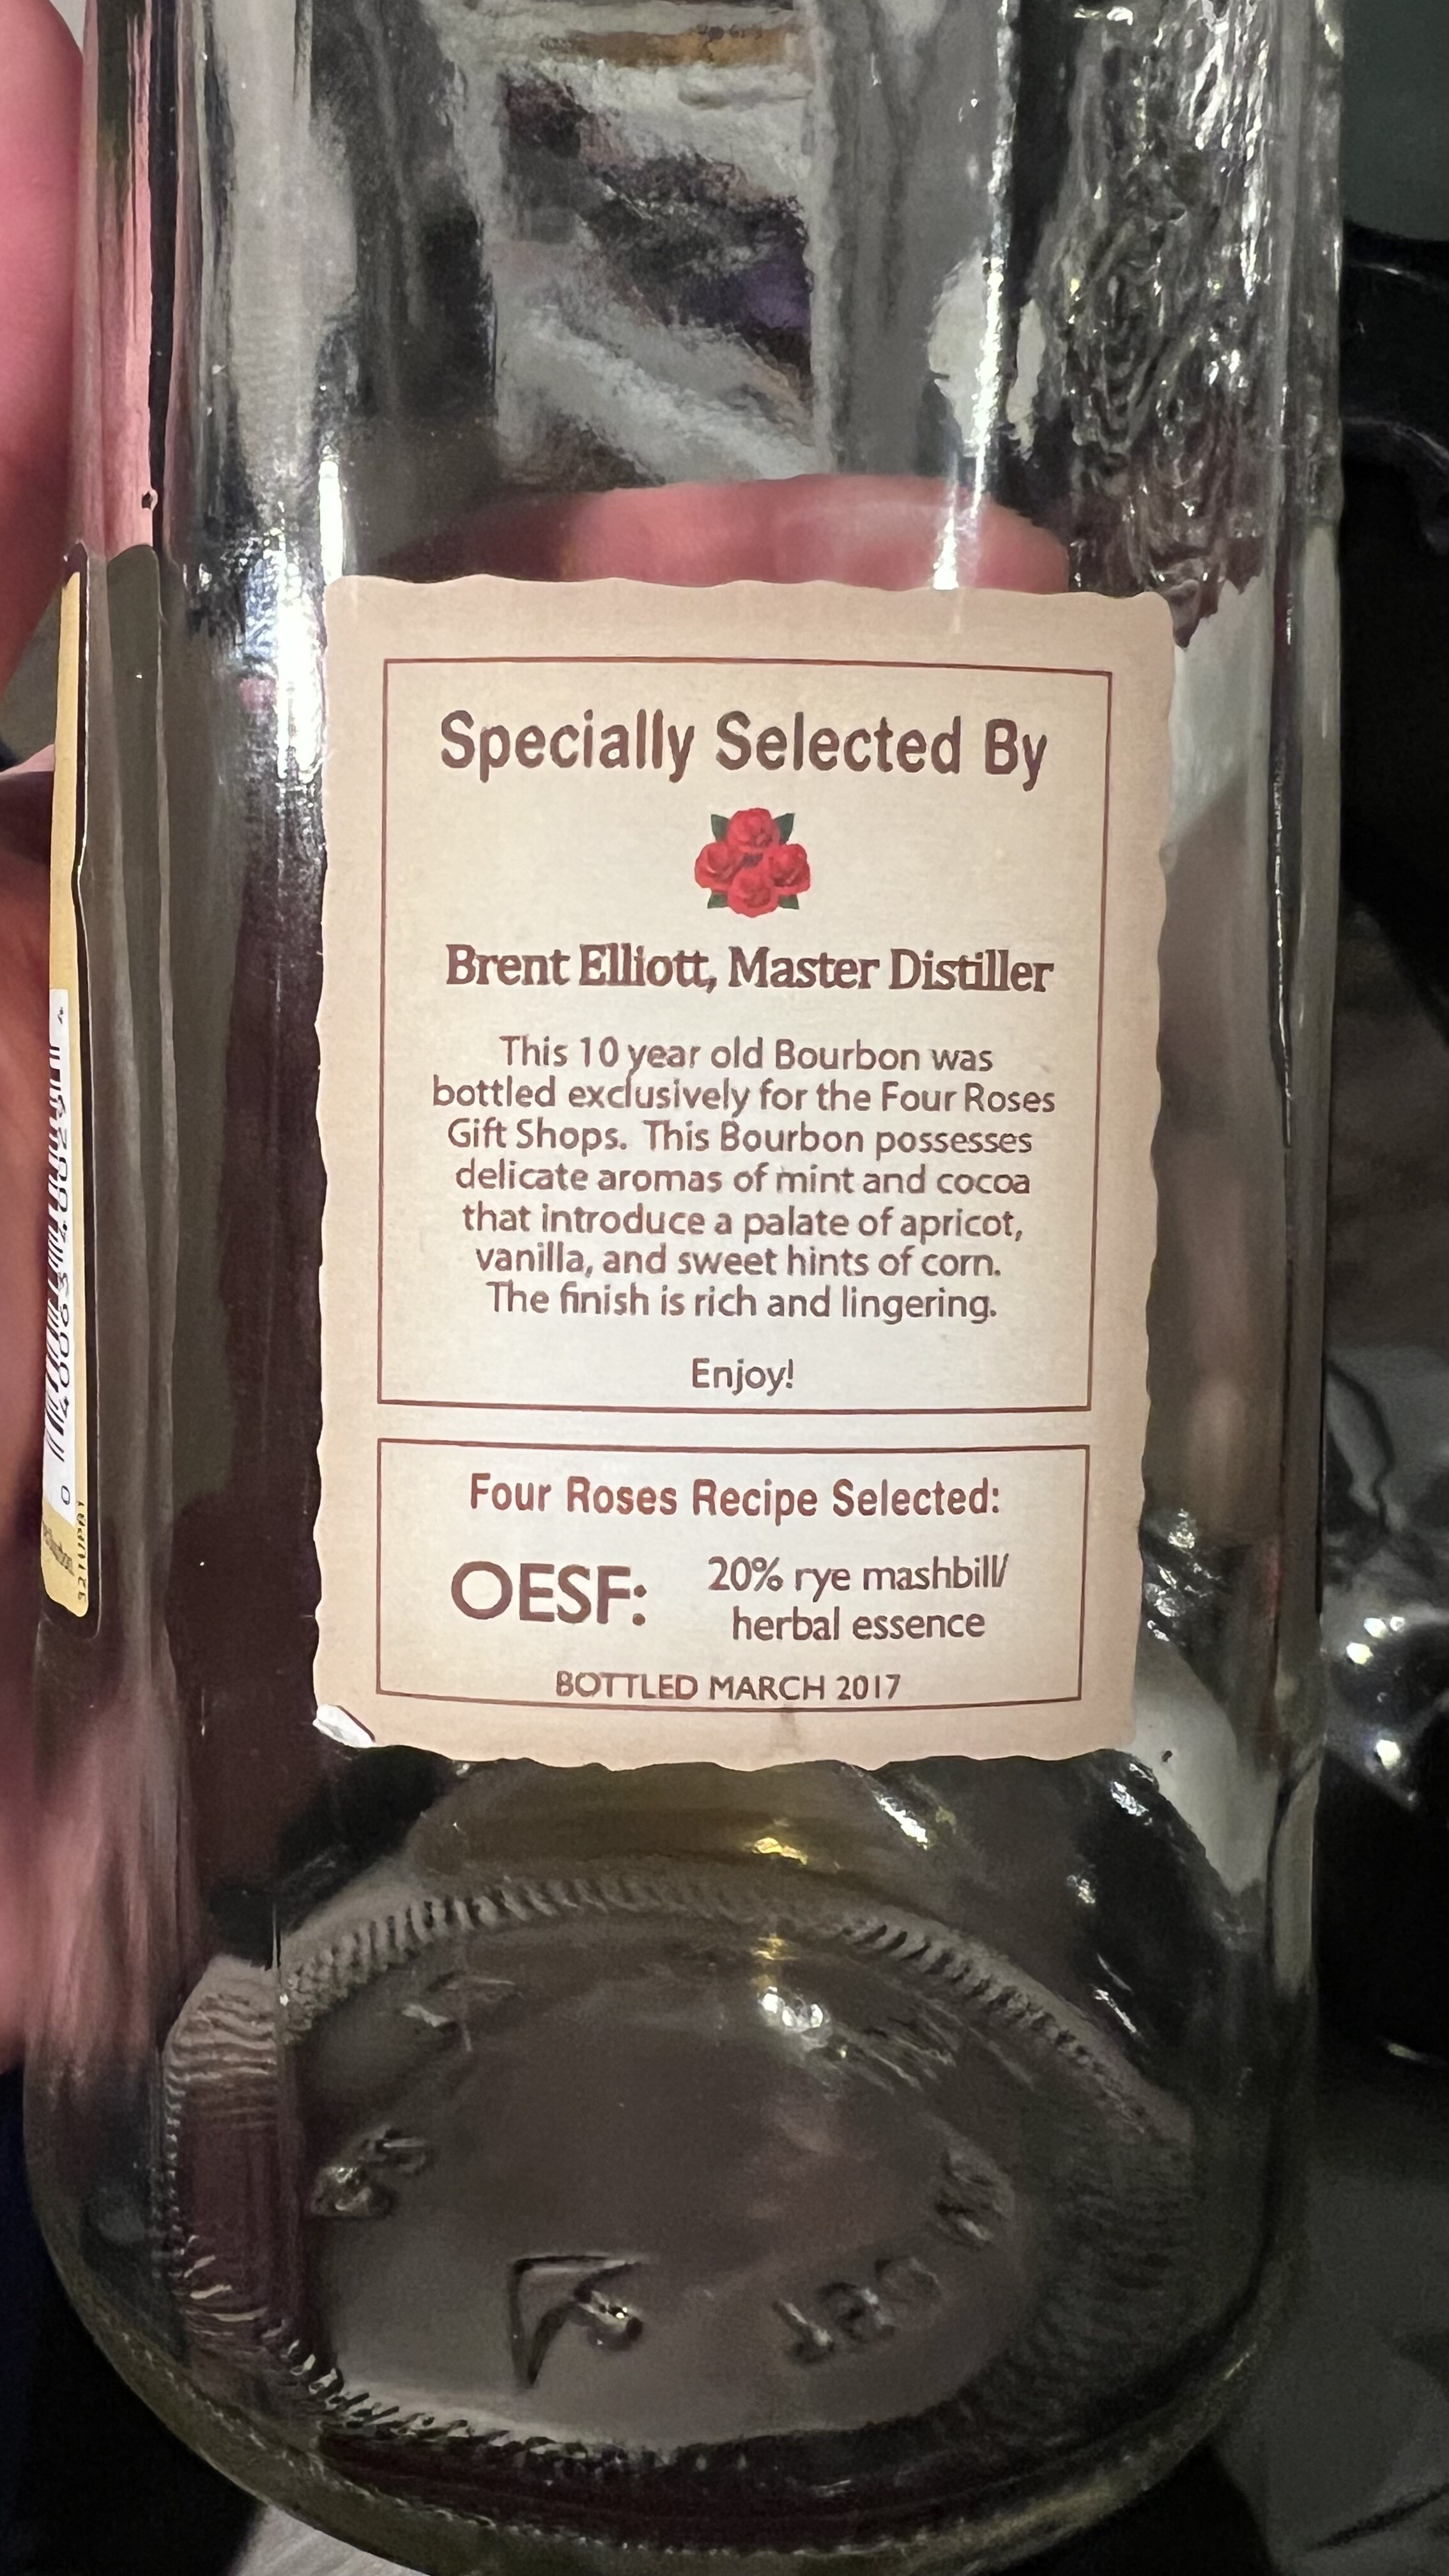 Specially Selected By
Brent Elliott, Master Distiller
This 10 year old Bourbon was
bottled exclusively for the Four Roses
Gift Shops. This Bourbon possesses
delicate aromas of mint and cocoa
that introduce a palate of apricot,
vanilla, and sweet hints of corn.
The finish is rich and lingering.
Enjoy!
Four Roses Recipe Selected:
OESF: 20% rye mashbill/
herbal essence
BOTTLED MARCH 2017